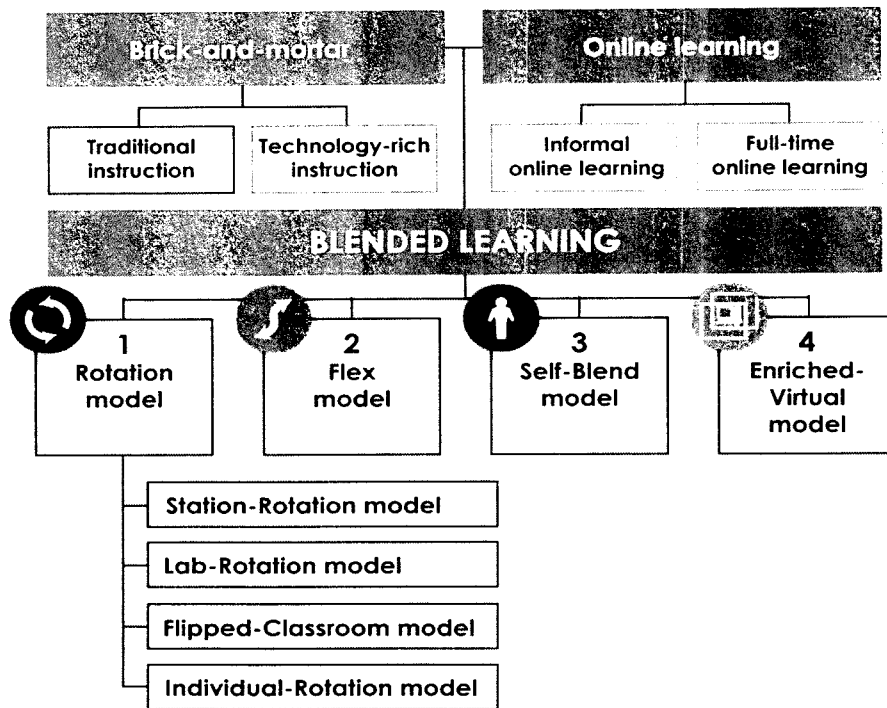 Brick-and-mortar
Online learning
Traditional
instruction
Technology-rich
instruction
Informal
online learning
Full-time
online learning
BLENDED LEARNING
1
Rotation
model
2
Flex
model
3
Self-Blend
model
4
Enriched-
Virtual
model
Station-Rotation model
Lab-Rotation model
Flipped-Classroom model
Individual-Rotation model